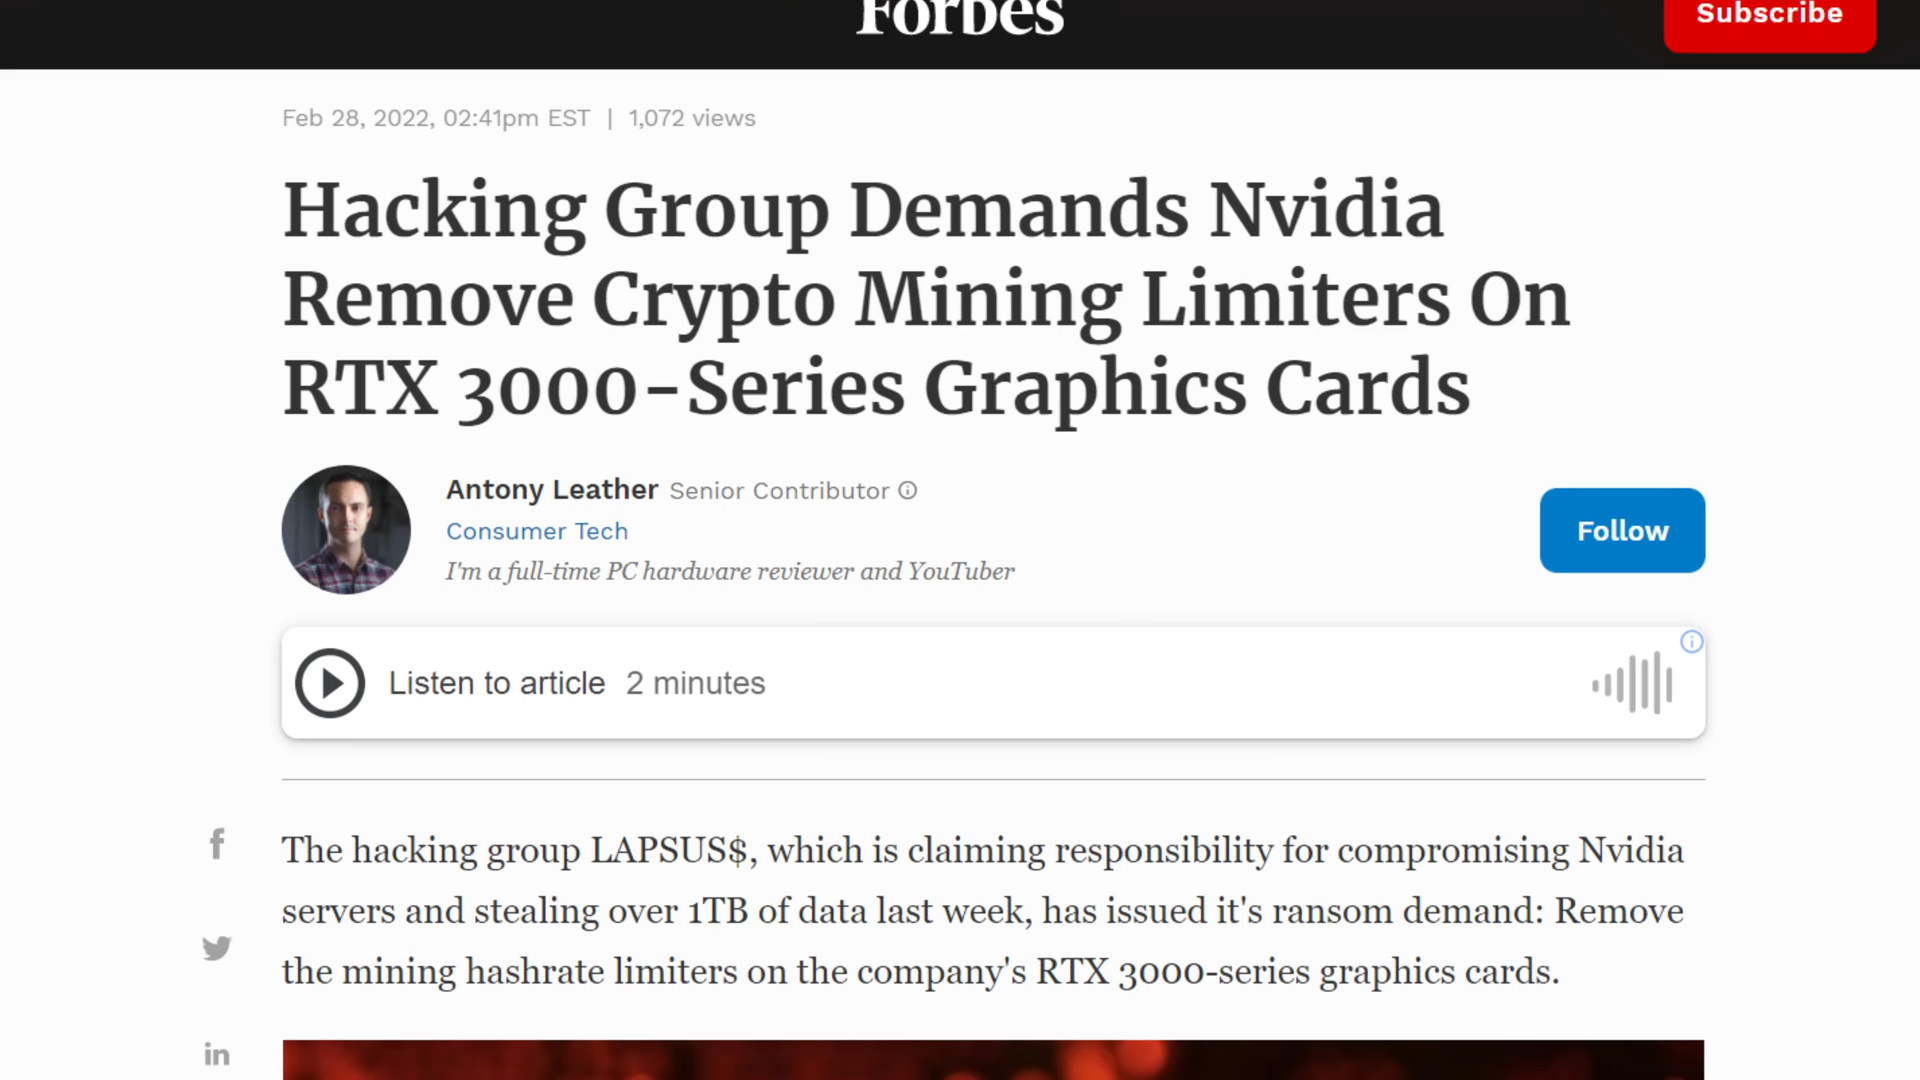 Forbes
Subscribe
Feb 28, 2022, 02:41pm EST | 1,072 views
Hacking Group Demands Nvidia
Remove Crypto Mining Limiters On
RTX 3000-Series Graphics Cards
Antony Leather Senior Contributor
Consumer Tech
I'm a full-time PC hardware reviewer and YouTuber
Follow
Listen to article 2 minutes
The hacking group LAPSUS$, which is claiming responsibility for compromising Nvidia
servers and stealing over 1TB of data last week, has issued it's ransom demand: Remove
the mining hashrate limiters on the company's RTX 3000-series graphics cards.